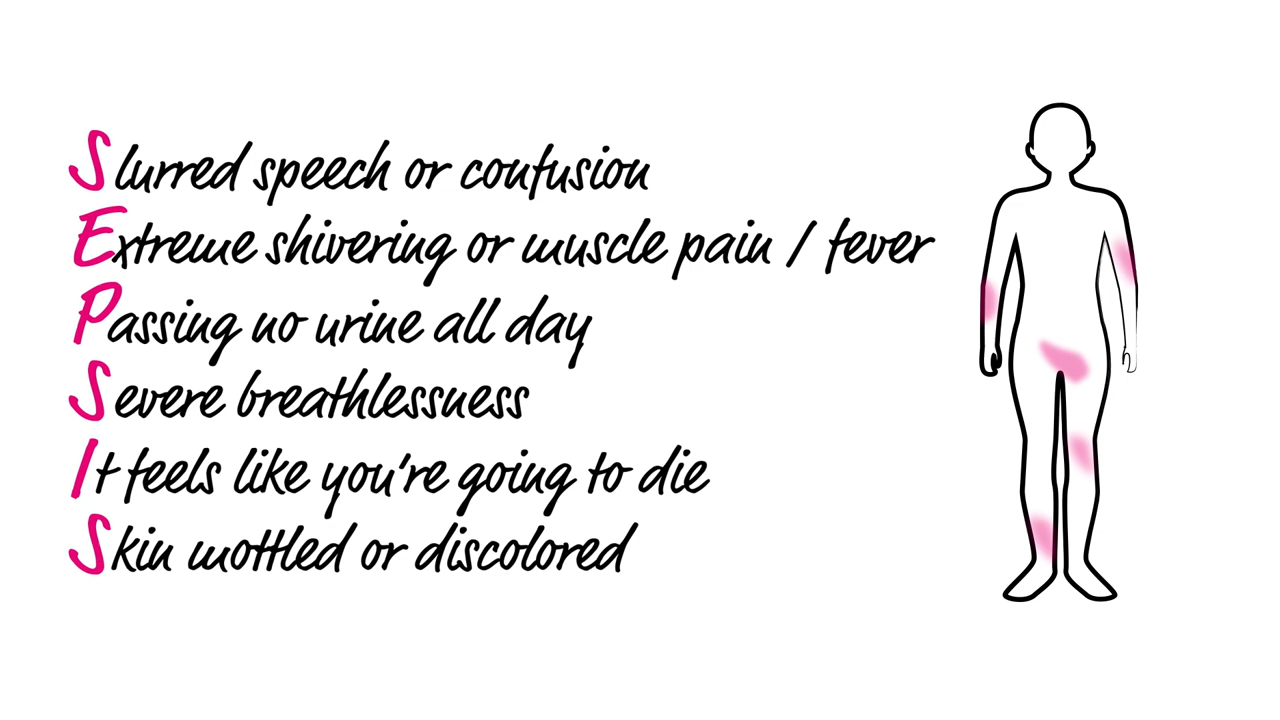 Slurred speech or confusion
Extreme shivering or muscle pain / fever
Passing no urine all day
Severe breathlessness
It feels like you're going to die
Skin mottled or discolored